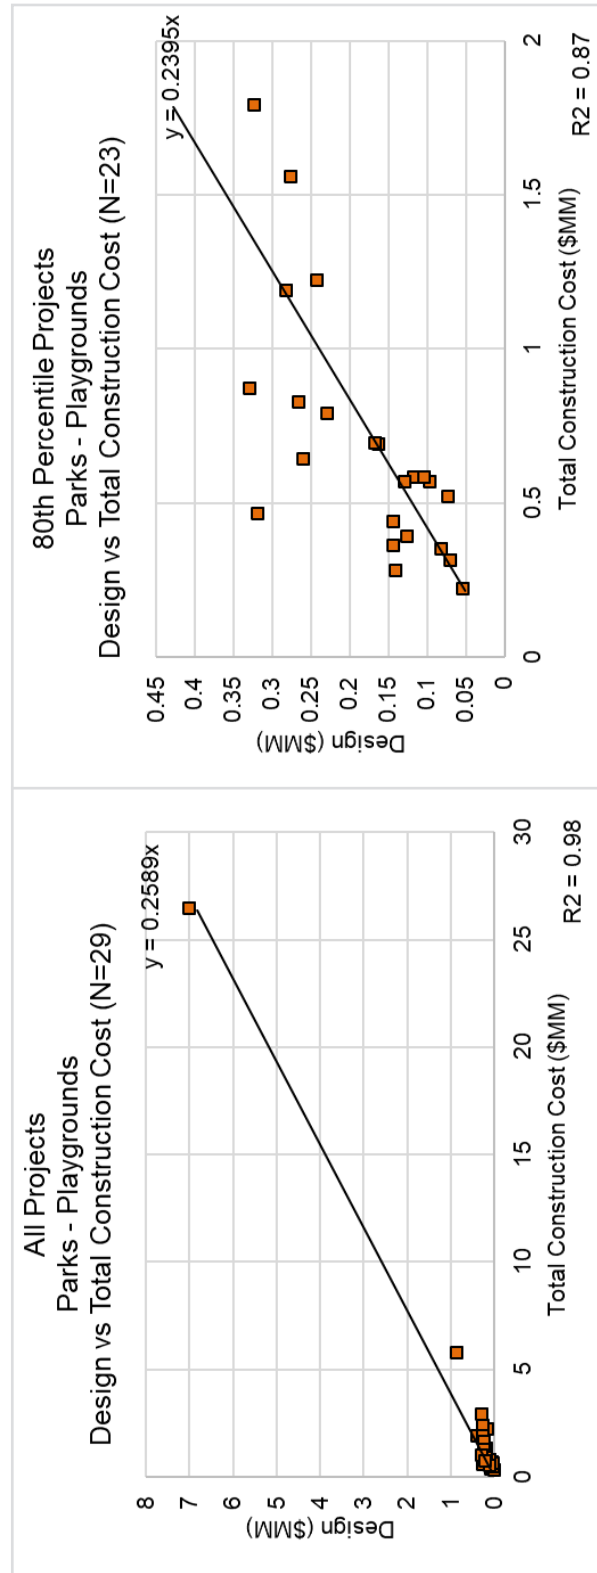 All Projects
Parks - Playgrounds
Design vs Total Construction Cost (N=29)
y = 0.2589x
8
7
6
5
4
3
2
1
0
Design ($MM)
0
5
10
15
20
25
30
Total Construction Cost ($MM)
R2 = 0.98
80th Percentile Projects
Parks - Playgrounds
Design vs Total Construction Cost (N=23)
y = 0.2395x
0.45
0.4
0.35
0.3
0.25
0.2
0.15
0.1
0.05
0
Design ($MM)
0
0.5
1
1.5
2
Total Construction Cost ($MM)
R2 = 0.87